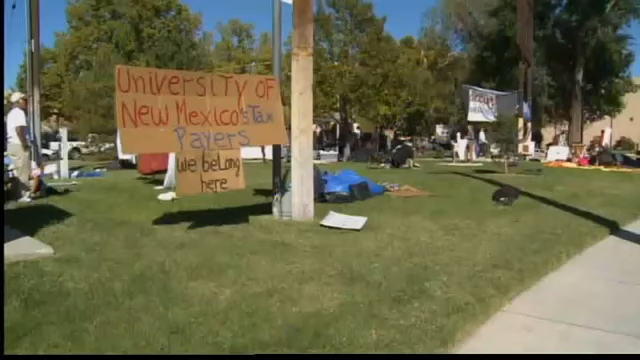 UNIVERSITY OF
NEW MEXICO'S TAX
PAYERS
WE BELONG
HERE